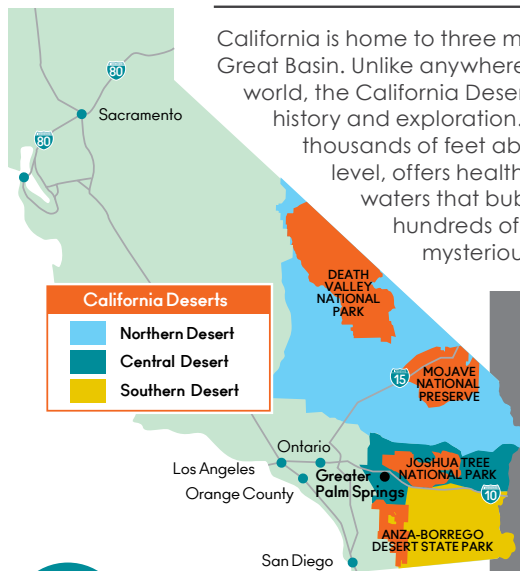 California is home to three m
Great Basin. Unlike anywhere
world, the California Deser
history and exploration.
thousands of feet ab
level, offers health
waters that bub
hundreds of
mysteriou
80
Sacramento
80
DEATH
VALLEY
NATIONAL
PARK
California Deserts
Northern Desert
Central Desert
Southern Desert
15
MOJAVE
NATIONAL
PRESERVE
Ontario
Los Angeles
Orange County
Greater
Palm Springs
JOSHUA TREE
NATIONAL PARK
10
ANZA-BORREGO
DESERT STATE PARK
San Diego